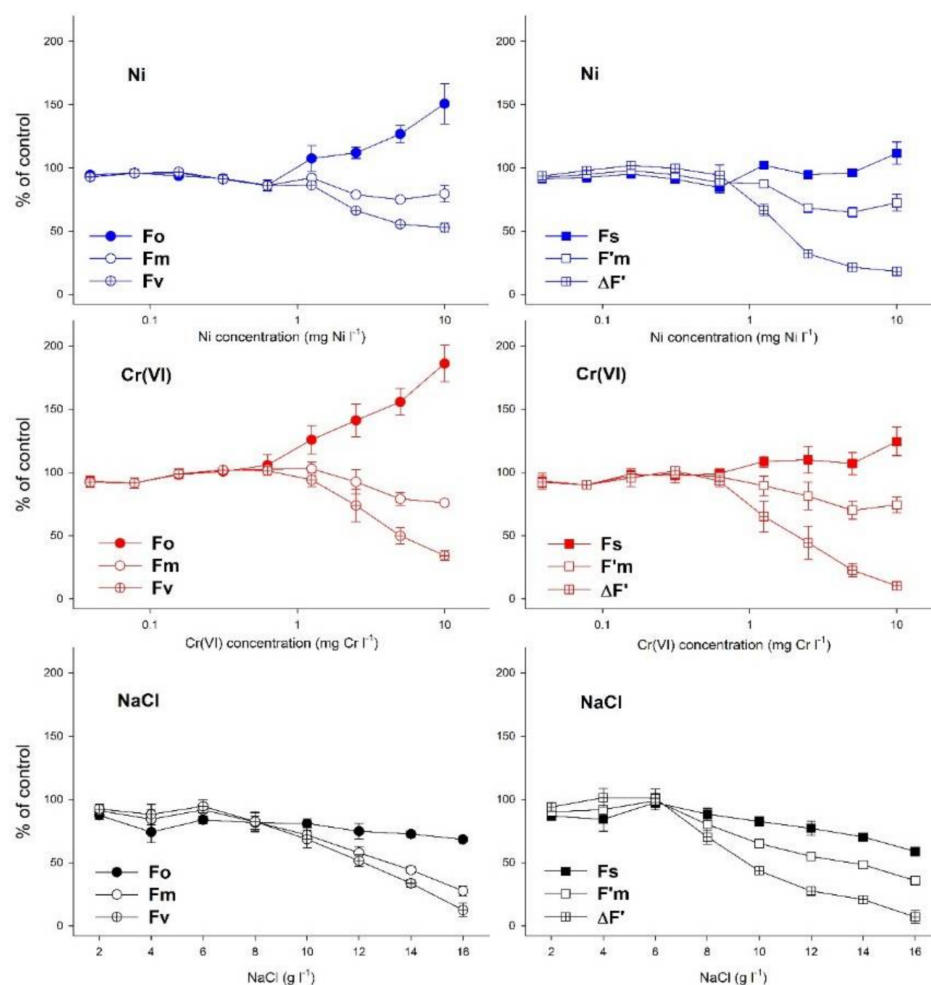 200
150
100
50
0
% of control
Ni
Fo
Fm
Fv
0.1
1
10
Ni concentration (mg Ni l⁻¹)
200
150
100
50
0
% of control
Ni
Fs
F'm
ΔF'
0.1
1
10
Ni concentration (mg Ni l⁻¹)
200
150
100
50
0
% of control
Cr(VI)
Fo
Fm
Fv
0.1
1
10
Cr(VI) concentration (mg Cr l⁻¹)
200
150
100
50
0
Cr(VI)
Fs
F'm
ΔF'
0.1
1
10
Cr(VI) concentration (mg Cr l⁻¹)
200
150
100
50
0
% of control
NaCl
Fo
Fm
Fv
2 4 6 8 10 12 14 16
NaCl (g l⁻¹)
200
150
100
50
0
% of control
NaCl
Fs
F'm
ΔF'
2 4 6 8 10 12 14 16
NaCl (g l⁻¹)